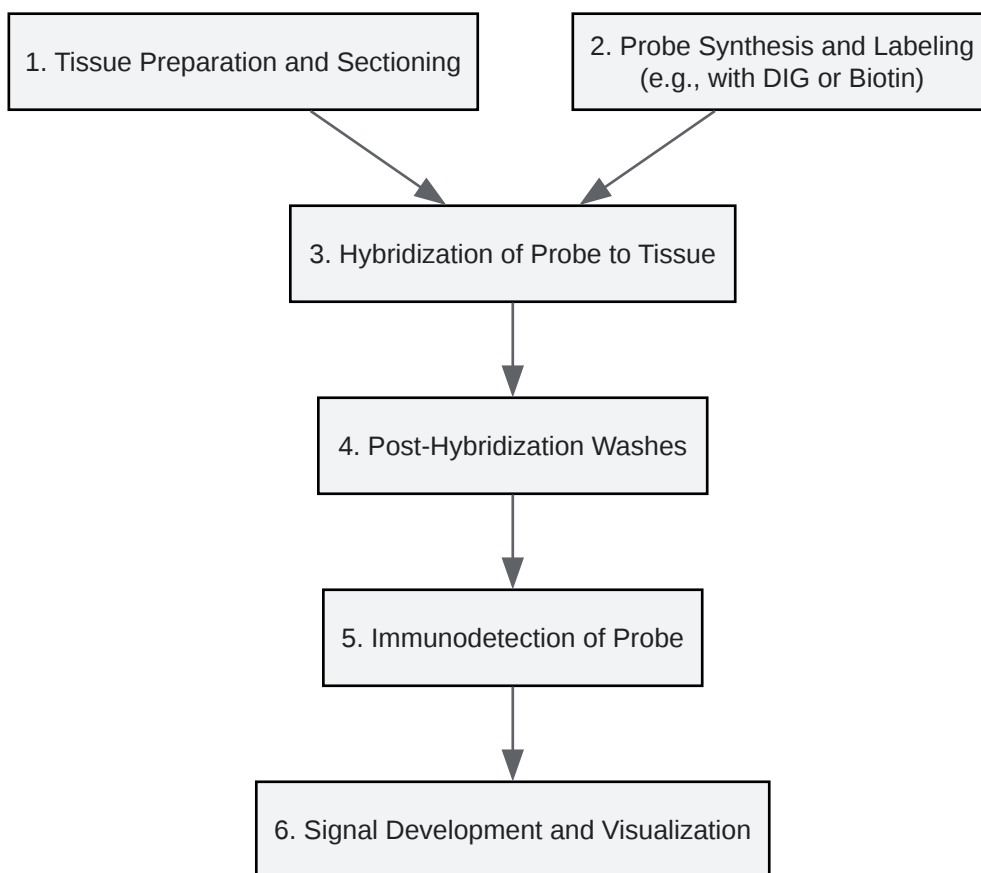 1. Tissue Preparation and Sectioning
2. Probe Synthesis and Labeling
(e.g., with DIG or Biotin)
3. Hybridization of Probe to Tissue
4. Post-Hybridization Washes
5. Immunodetection of Probe
6. Signal Development and Visualization